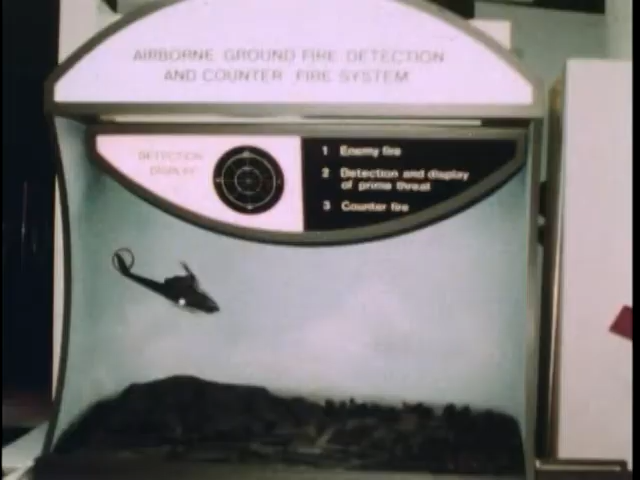 AIRBORNE GROUND FIRE DETECTION
AND COUNTER FIRE SYSTEM
DETECTION
DISPLAY
1 Enemy fire
2 Detection and display
of prime threat
3 Counter fire